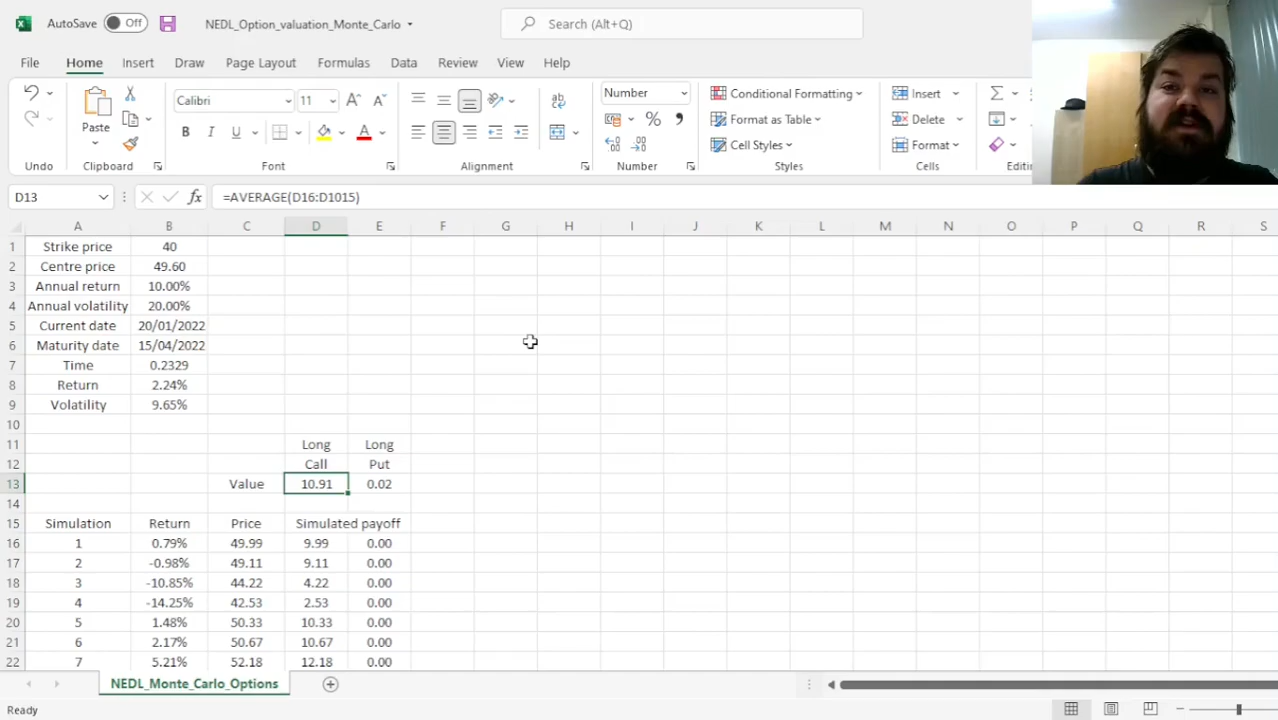 AutoSave Off NEDL_Option_valuation_Monte_Carlo Search (Alt+Q)
File Home Insert Draw Page Layout Formulas Data Review View Help
Calibri 11 Number Conditional Formatting Insert
Paste B I U A Format as Table Delete
Cell Styles Format
Undo Clipboard Font Alignment Number Styles Cells Editin
D13 fx =AVERAGE(D16:D1015)
A B C D E F G H I J K L M N O P Q R S
1 Strike price 40
2 Centre price 49.60
3 Annual return 10.00%
4 Annual volatility 20.00%
5 Current date 20/01/2022
6 Maturity date 15/04/2022
7 Time 0.2329
8 Return 2.24%
9 Volatility 9.65%
10
11 Long Long
12 Call Put
13 Value 10.91 0.02
14
15 Simulation Return Price Simulated payoff
16 1 0.79% 49.99 9.99 0.00
17 2 -0.98% 49.11 9.11 0.00
18 3 -10.85% 44.22 4.22 0.00
19 4 -14.25% 42.53 2.53 0.00
20 5 1.48% 50.33 10.33 0.00
21 6 2.17% 50.67 10.67 0.00
22 7 5.21% 52.18 12.18 0.00
NEDL_Monte_Carlo_Options
Ready